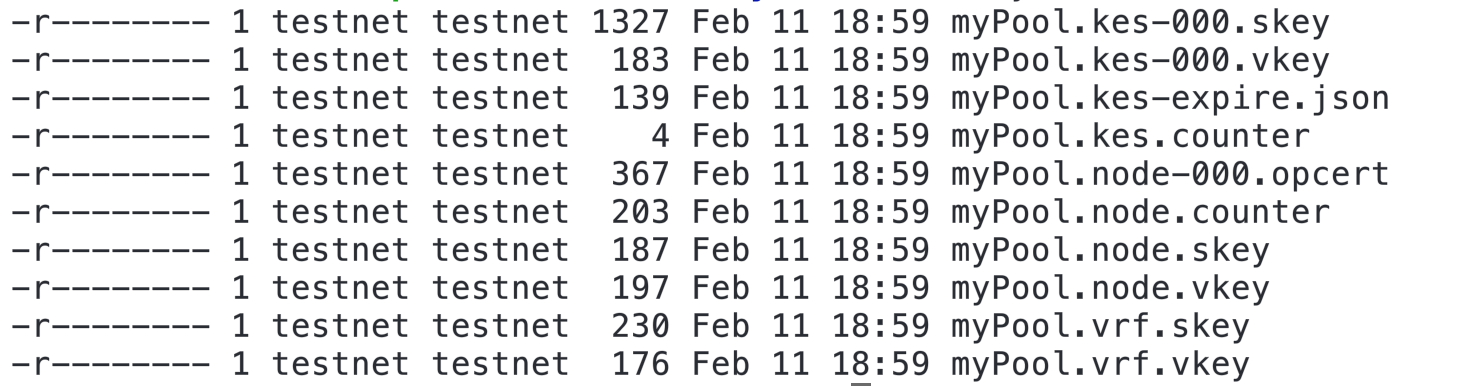 -r-------- 1 testnet testnet 1327 Feb 11 18:59 myPool.kes-000.skey
-r-------- 1 testnet testnet  183 Feb 11 18:59 myPool.kes-000.vkey
-r-------- 1 testnet testnet  139 Feb 11 18:59 myPool.kes-expire.json
-r-------- 1 testnet testnet    4 Feb 11 18:59 myPool.kes.counter
-r-------- 1 testnet testnet  367 Feb 11 18:59 myPool.node-000.opcert
-r-------- 1 testnet testnet  203 Feb 11 18:59 myPool.node.counter
-r-------- 1 testnet testnet  187 Feb 11 18:59 myPool.node.skey
-r-------- 1 testnet testnet  197 Feb 11 18:59 myPool.node.vkey
-r-------- 1 testnet testnet  230 Feb 11 18:59 myPool.vrf.skey
-r-------- 1 testnet testnet  176 Feb 11 18:59 myPool.vrf.vkey